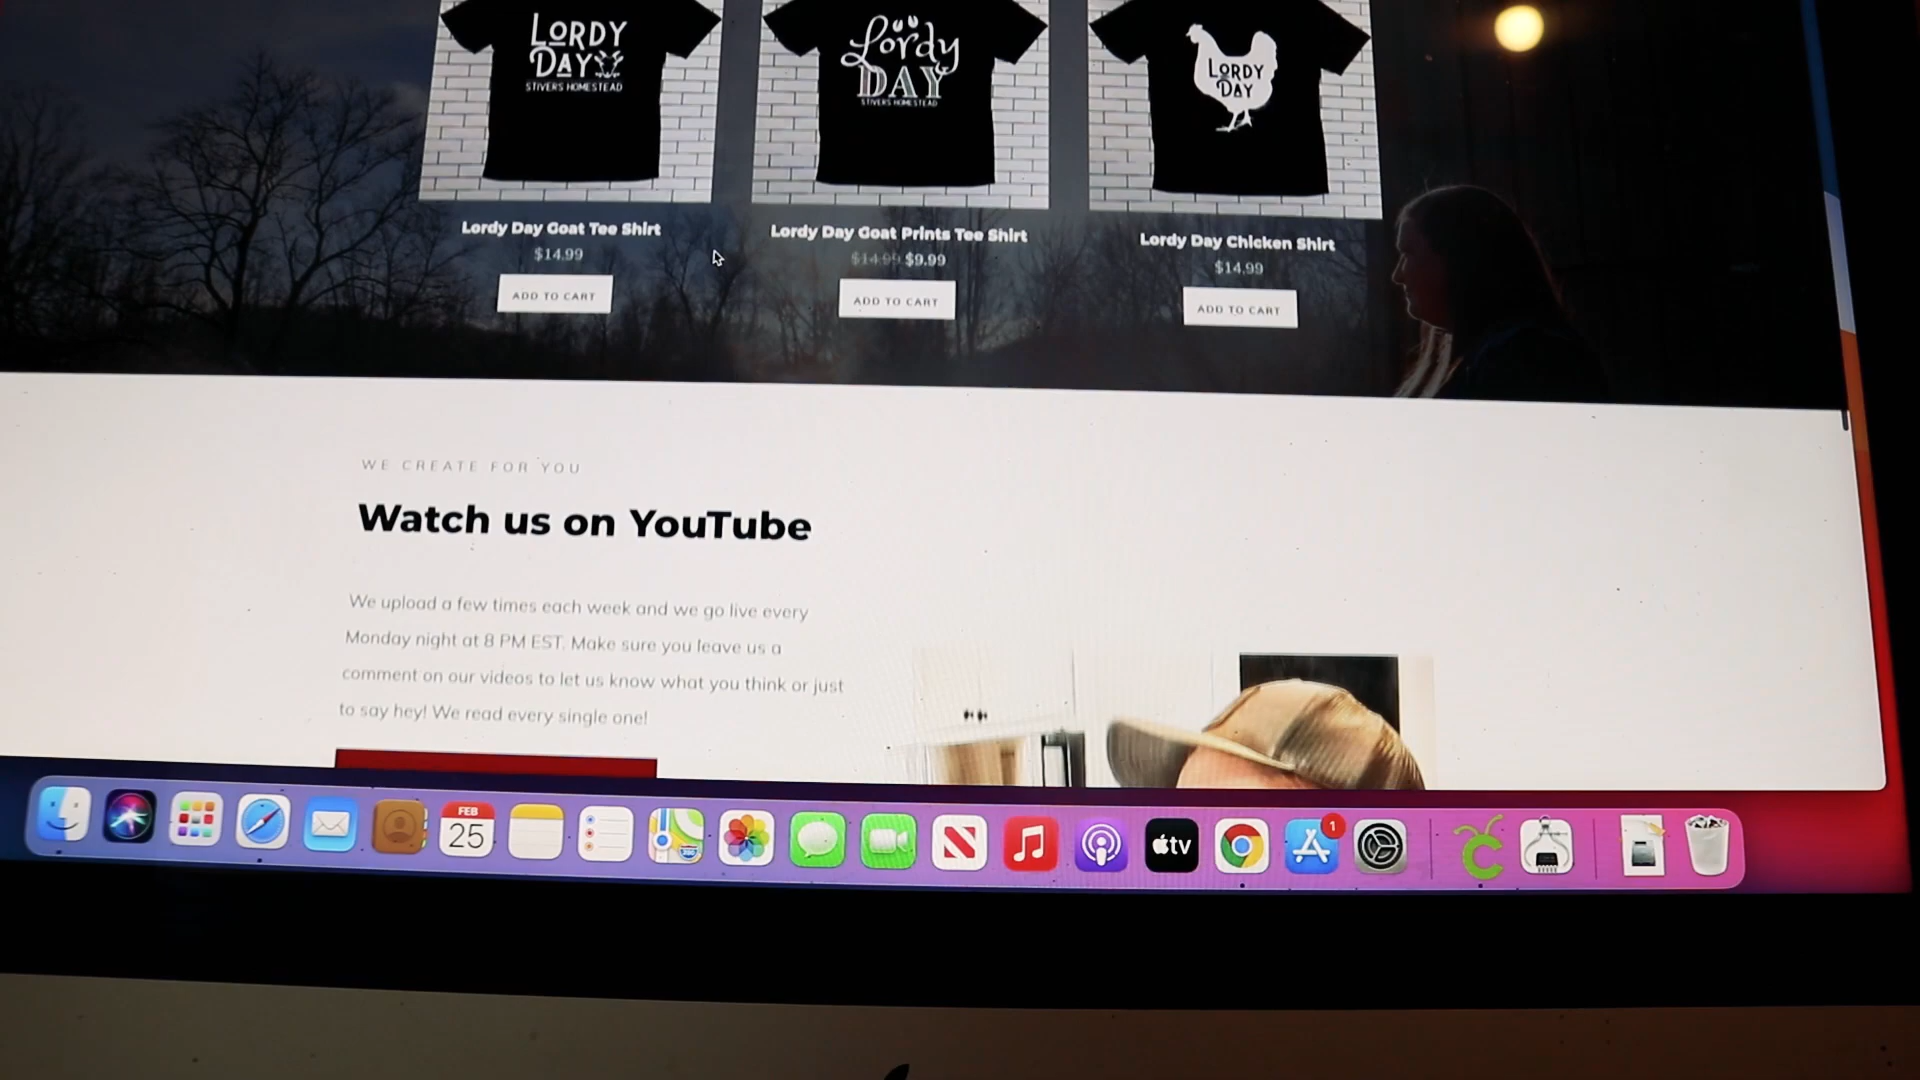 LORDY
DAY
STIVERS HOMESTEAD
Lordy
DAY
STIVERS HOMESTEAD
LORDY
DAY
Lordy Day Goat Tee Shirt
$14.99
ADD TO CART
Lordy Day Goat Prints Tee Shirt
$14.99 $9.99
ADD TO CART
Lordy Day Chicken Shirt
$14.99
ADD TO CART
WE CREATE FOR YOU
Watch us on YouTube
We upload a few times each week and we go live every
Monday night at 8 PM EST. Make sure you leave us a
comment on our videos to let us know what you think or just
to say hey! We read every single one!
FEB
25
tv
1